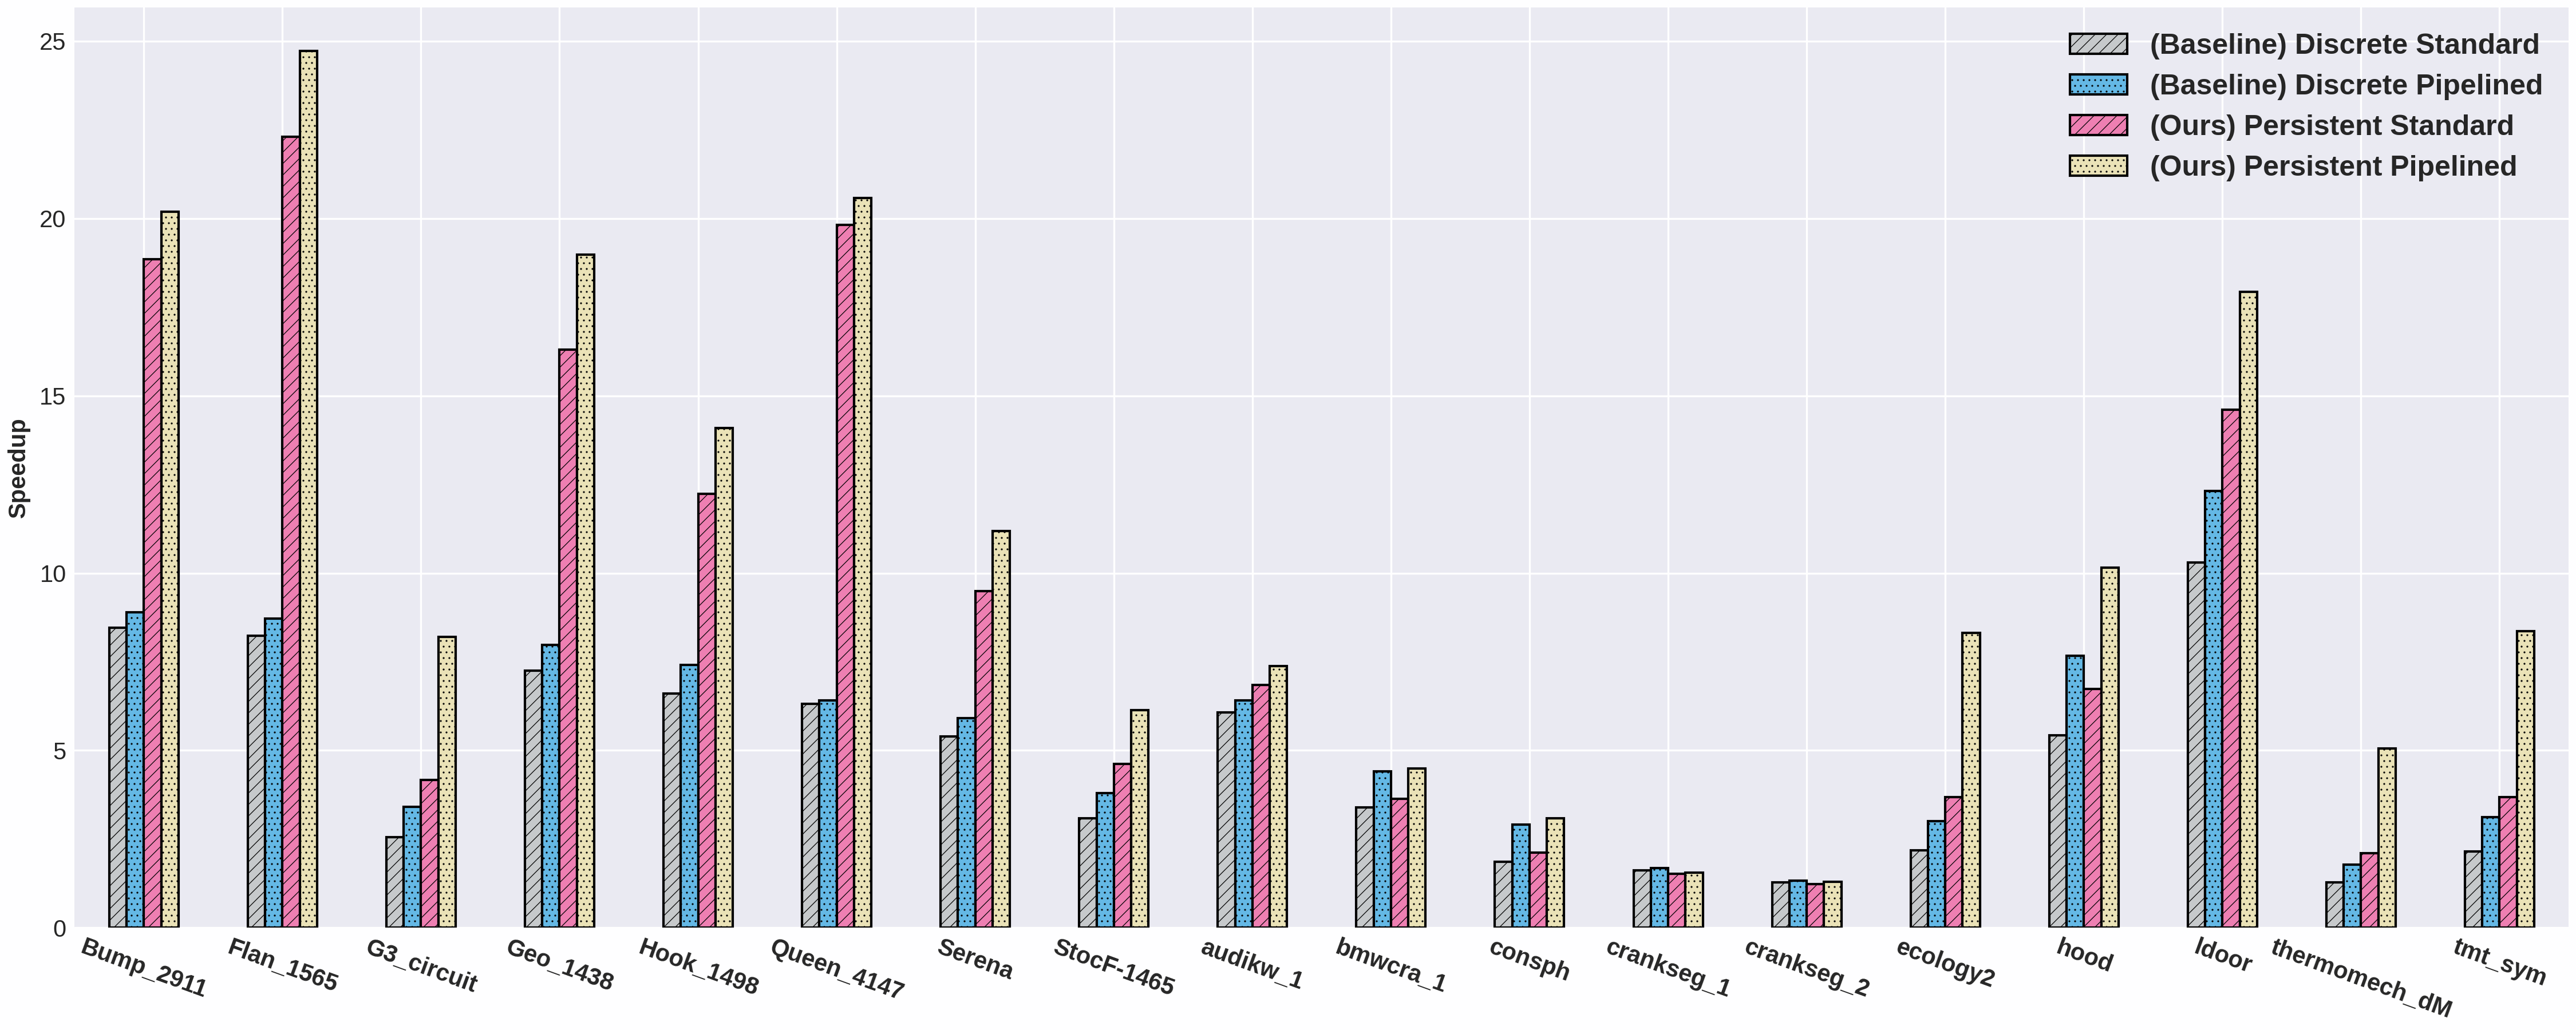 25
20
15
10
5
0
Speedup
(Baseline) Discrete Standard
(Baseline) Discrete Pipelined
(Ours) Persistent Standard
(Ours) Persistent Pipelined
Bump_2911
Flan_1565
G3_circuit
Geo_1438
Hook_1498
Queen_4147
Serena
StocF-1465
audikw_1
bmwcra_1
consph
crankseg_1
crankseg_2
ecology2
hood
ldoor
thermomech_dM
tmt_sym